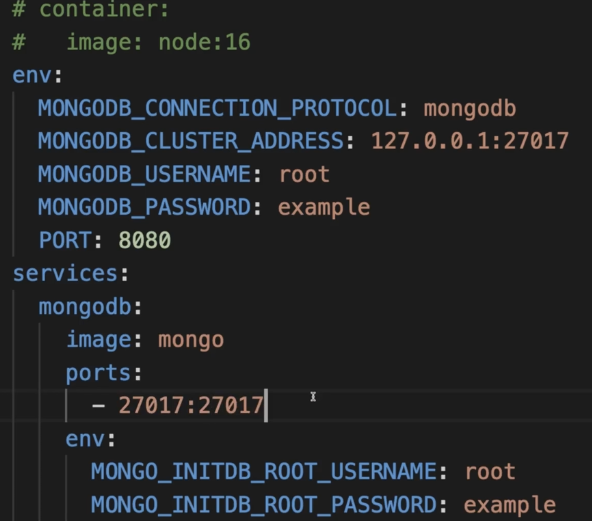 # container:
#   image: node:16
env:
  MONGODB_CONNECTION_PROTOCOL: mongodb
  MONGODB_CLUSTER_ADDRESS: 127.0.0.1:27017
  MONGODB_USERNAME: root
  MONGODB_PASSWORD: example
  PORT: 8080
services:
  mongodb:
    image: mongo
    ports:
      - 27017:27017
    env:
      MONGO_INITDB_ROOT_USERNAME: root
      MONGO_INITDB_ROOT_PASSWORD: example